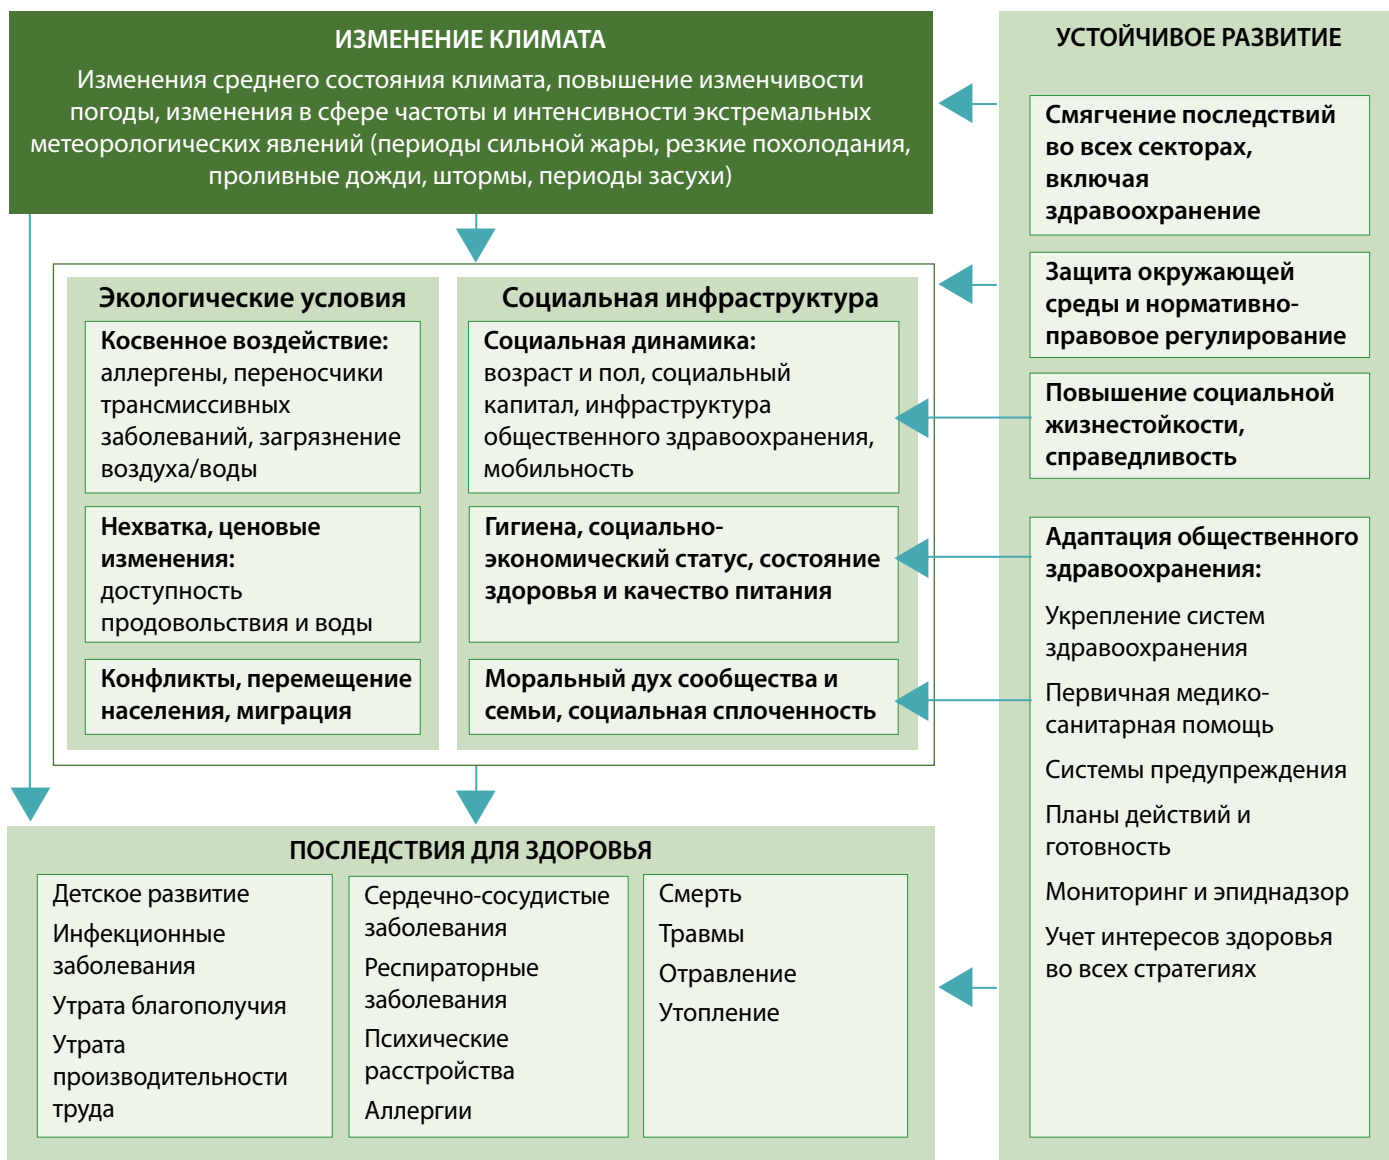 ИЗМЕНЕНИЕ КЛИМАТА
Изменения среднего состояния климата, повышение изменчивости
погоды, изменения в сфере частоты и интенсивности экстремальных
метеорологических явлений (периоды сильной жары, резкие похолодания,
проливные дожди, штормы, периоды засухи)
Экологические условия
Косвенное воздействие:
аллергены, переносчики
трансмиссивных
заболеваний, загрязнение
воздуха/воды
Нехватка, ценовые
изменения:
доступность
продовольствия и воды
Конфликты, перемещение
населения, миграция
Социальная инфраструктура
Социальная динамика:
возраст и пол, социальный
капитал, инфраструктура
общественного здравоохранения,
мобильность
Гигиена, социально-
экономический статус, состояние
здоровья и качество питания
Моральный дух сообщества и
семьи, социальная сплоченность
ПОСЛЕДСТВИЯ ДЛЯ ЗДОРОВЬЯ
Детское развитие
Инфекционные
заболевания
Утрата благополучия
Утрата
производительности
труда
Сердечно-сосудистые
заболевания
Респираторные
заболевания
Психические
расстройства
Аллергии
Смерть
Травмы
Отравление
Утопление
УСТОЙЧИВОЕ РАЗВИТИЕ
Смягчение последствий
во всех секторах,
включая
здравоохранение
Защита окружающей
среды и нормативно-
правовое регулирование
Повышение социальной
жизнестойкости,
справедливость
Адаптация общественного
здравоохранения:
Укрепление систем
здравоохранения
Первичная медико-
санитарная помощь
Системы предупреждения
Планы действий и
готовность
Мониторинг и эпиднадзор
Учет интересов здоровья
во всех стратегиях